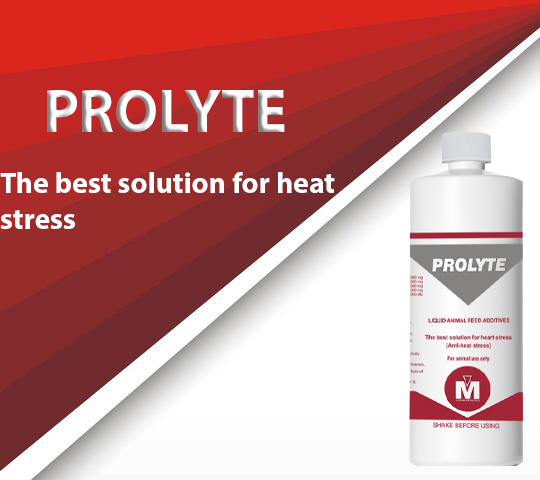 PROLYTE
The best solution for heat
stress
PROLYTE
LIQUID ANIMAL FEED ADDITIVES
The best solution for heart stress
(Anti-heat stress)
For animal use only
M
SHAKE BEFORE USING